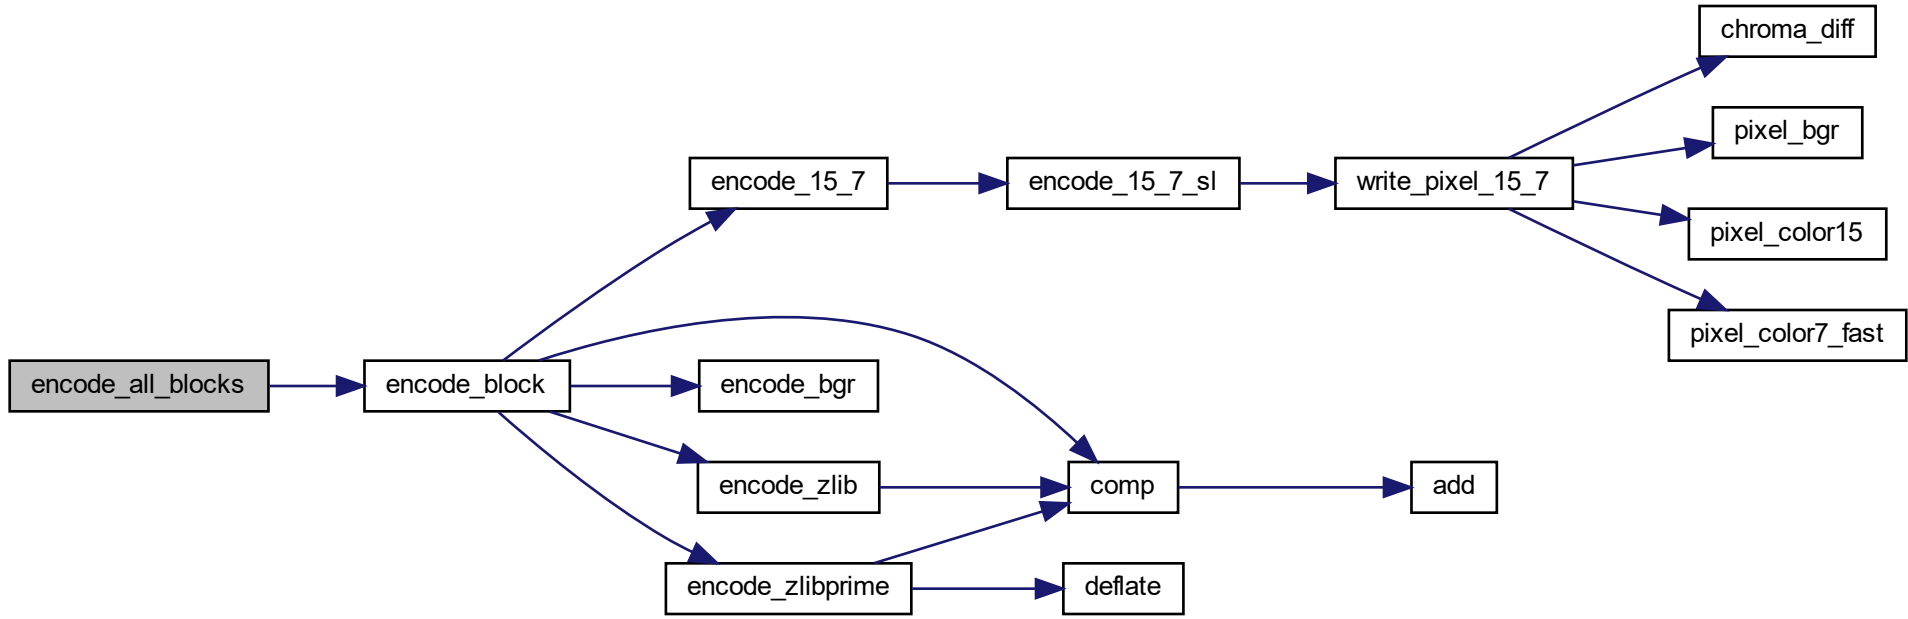 chroma_diff
pixel_bgr
encode_15_7
encode_15_7_sl
write_pixel_15_7
pixel_color15
pixel_color7_fast
encode_all_blocks
encode_block
encode_bgr
encode_zlib
comp
add
encode_zlibprime
deflate